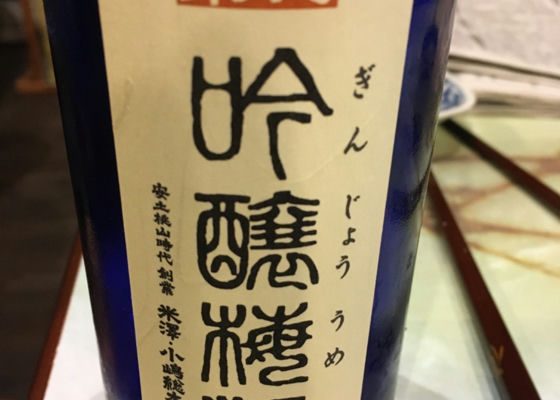 ぎんじょううめ
吟醸梅
安土桃山時代創業
米澤・小嶋総